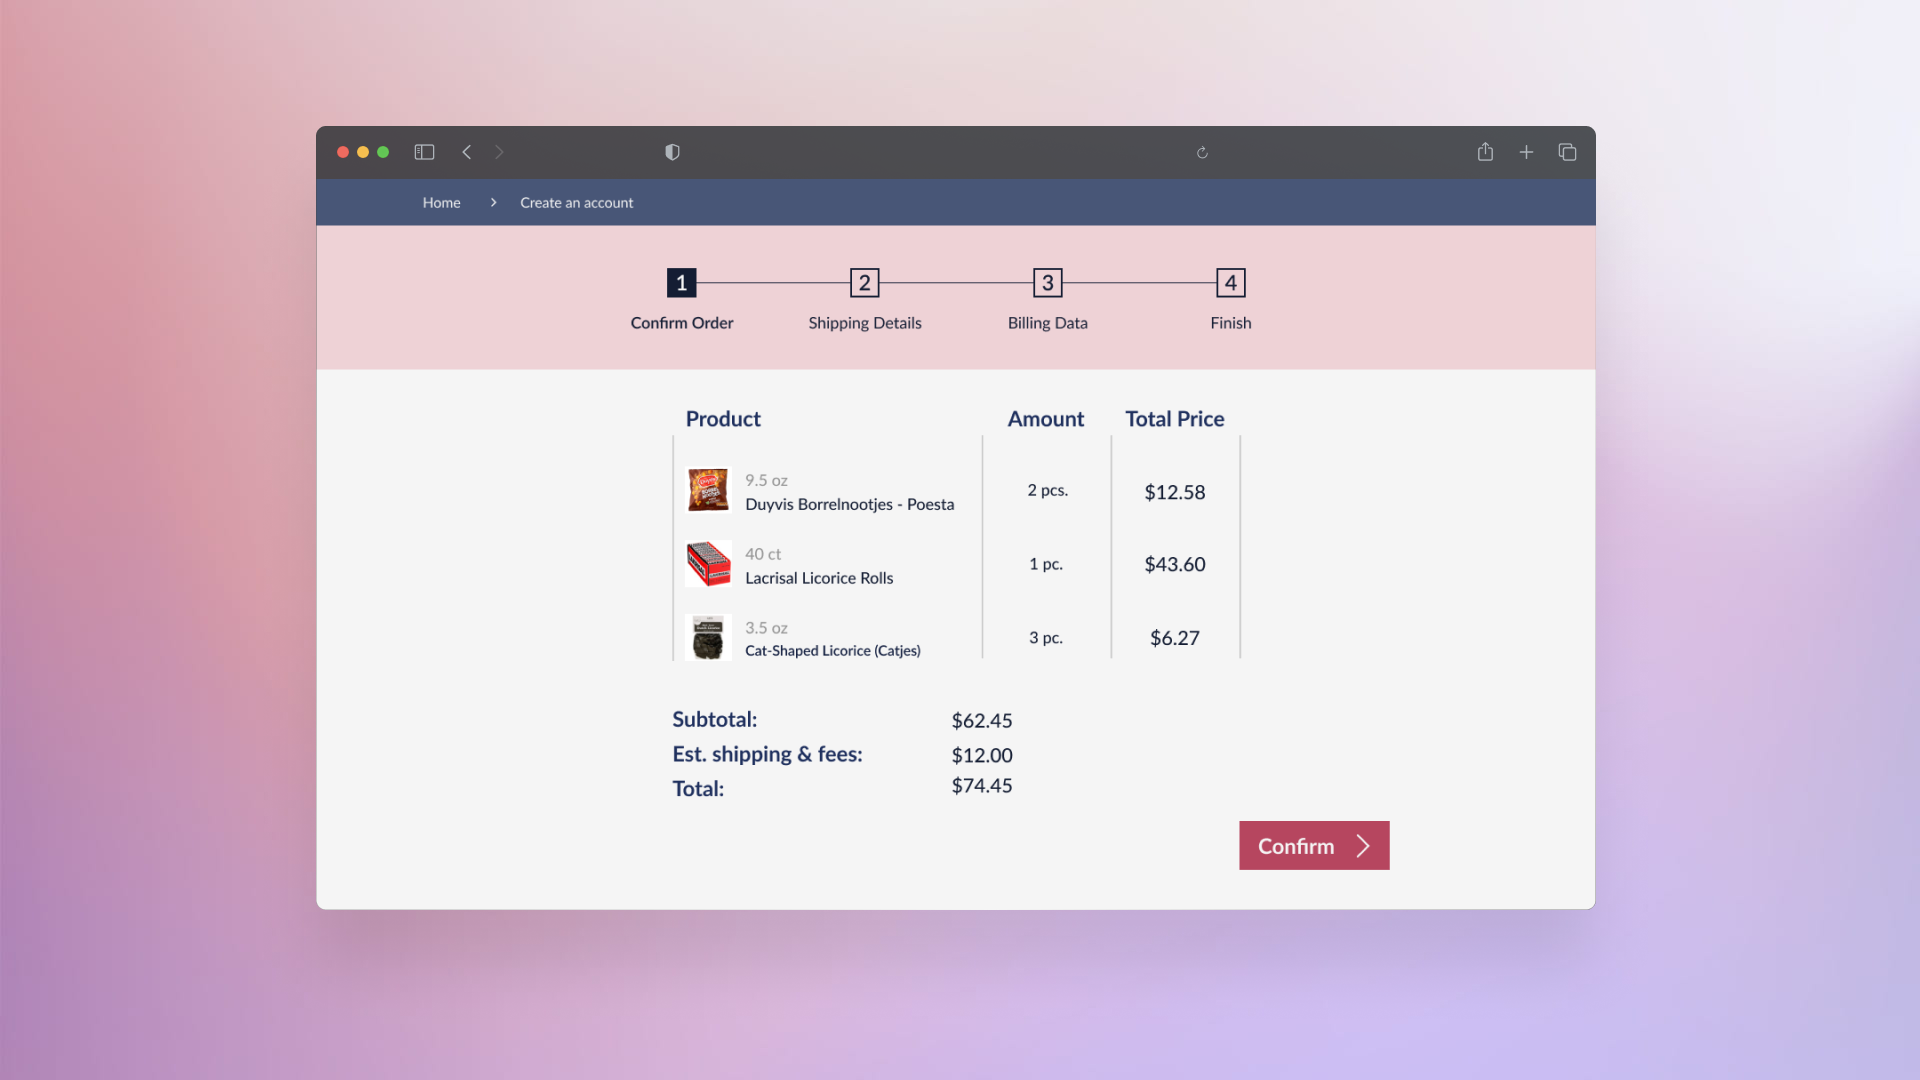 Home > Create an account
1 2 3 4
Confirm Order Shipping Details Billing Data Finish
Product Amount Total Price
9.5 oz
Duyvis Borrelnootjes - Poesta 2 pcs. $12.58
40 ct
Lacrisal Licorice Rolls 1 pc. $43.60
3.5 oz
Cat-Shaped Licorice (Catjes) 3 pc. $6.27
Subtotal: $62.45
Est. shipping & fees: $12.00
Total: $74.45
Confirm